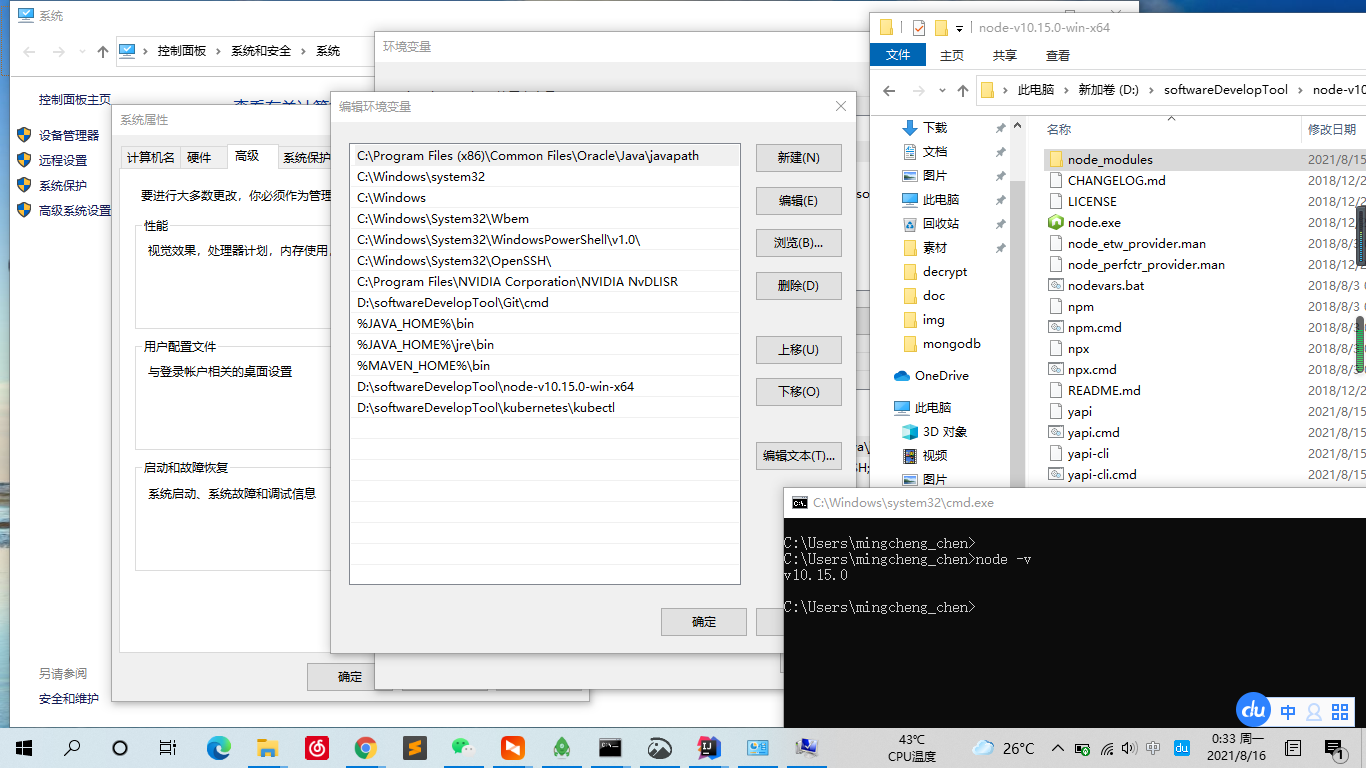 系统
控制面板
系统和安全
系统
控制面板主页
设备管理器
远程设置
系统保护
高级系统设置
另请参阅
安全和维护
系统属性
计算机名
硬件
高级
系统保护
要进行大多数更改，你必须作为管理
性能
视觉效果，处理器计划，内存使用，
用户配置文件
与登录帐户相关的桌面设置
启动和故障恢复
系统启动、系统故障和调试信息
确定
环境变量
编辑环境变量
C:\Program Files (x86)\Common Files\Oracle\Java\javapath
C:\Windows\system32
C:\Windows
C:\Windows\System32\Wbem
C:\Windows\System32\WindowsPowerShell\v1.0\
C:\Windows\System32\OpenSSH\
C:\Program Files\NVIDIA Corporation\NVIDIA NvDLISR
D:\softwareDevelopTool\Git\cmd
%JAVA_HOME%\bin
%JAVA_HOME%\jre\bin
%MAVEN_HOME%\bin
D:\softwareDevelopTool\node-v10.15.0-win-x64
D:\softwareDevelopTool\kubernetes\kubectl
新建(N)
编辑(E)
浏览(B)...
删除(D)
上移(U)
下移(O)
编辑文本(T)...
确定
node-v10.15.0-win-x64
文件
主页
共享
查看
此电脑
新加卷 (D:)
softwareDevelopTool
node-v10
下载
文档
图片
此电脑
回收站
素材
decrypt
doc
img
mongodb
OneDrive
此电脑
3D 对象
视频
图片
名称
修改日期
node_modules 2021/8/15
CHANGELOG.md 2018/12/2
LICENSE 2018/12/2
node.exe 2018/12/
node_etw_provider.man 2018/8/3
node_perfctr_provider.man 2018/12/
nodevars.bat 2018/8/3
npm 2018/8/3
npm.cmd 2018/8/3
npx 2018/8/3
npx.cmd 2018/8/3
README.md 2018/12/2
yapi 2021/8/15
yapi.cmd 2021/8/15
yapi-cli 2021/8/15
yapi-cli.cmd 2021/8/15
C:\Windows\system32\cmd.exe
C:\Users\mingcheng_chen>
C:\Users\mingcheng_chen>node -v
v10.15.0
C:\Users\mingcheng_chen>
du
中
43℃
CPU温度
26°C
中
du
0:33 周一
2021/8/16
1